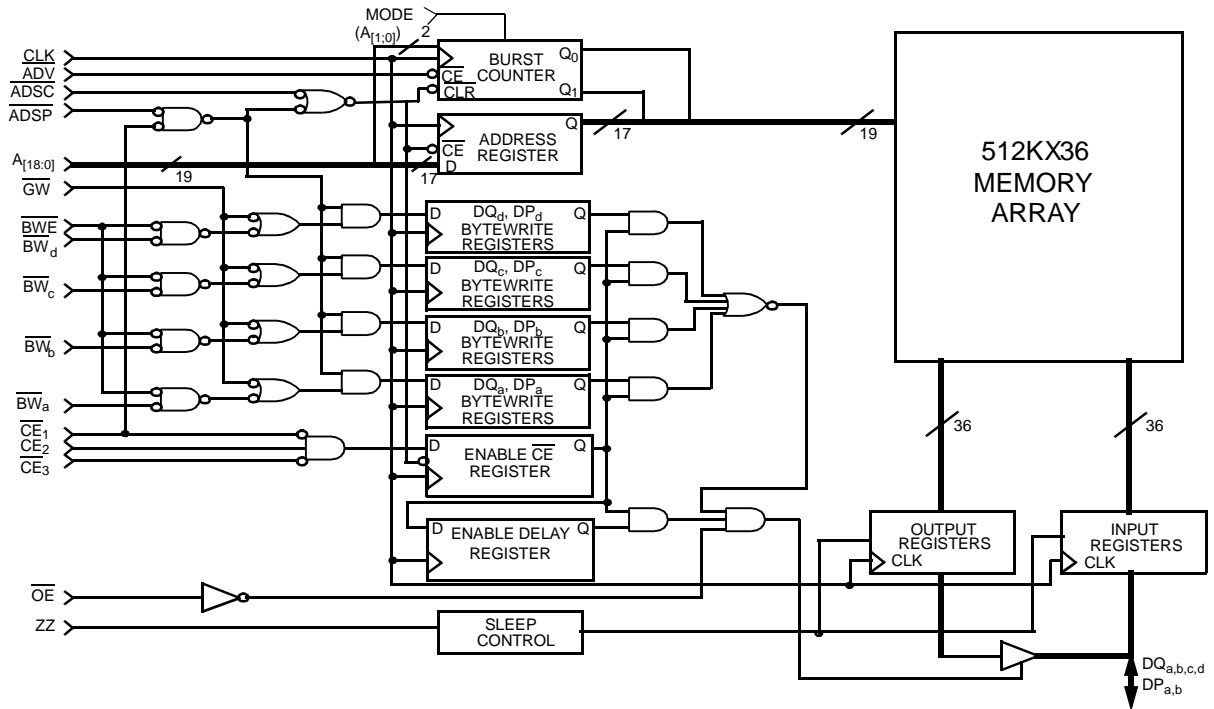 MODE
(A[1;0]) 2
CLK
ADV
ADSC
ADSP
BURST
COUNTER
CE
CLR
Q0
Q1
ADDRESS
REGISTER
CE
D
Q
17
19
A[18:0]
19
17
512KX36
MEMORY
ARRAY
GW
BWE
BWd
BWc
BWb
BWa
CE1
CE2
CE3
D DQd, DPd Q
BYTEWRITE
REGISTERS
D DQc, DPc Q
BYTEWRITE
REGISTERS
D DQb, DPb Q
BYTEWRITE
REGISTERS
D DQa, DPa Q
BYTEWRITE
REGISTERS
D ENABLE CE Q
REGISTER
D ENABLE DELAY Q
REGISTER
36
36
OUTPUT
REGISTERS
CLK
INPUT
REGISTERS
CLK
OE
ZZ
SLEEP
CONTROL
DQa,b,c,d
DPa,b